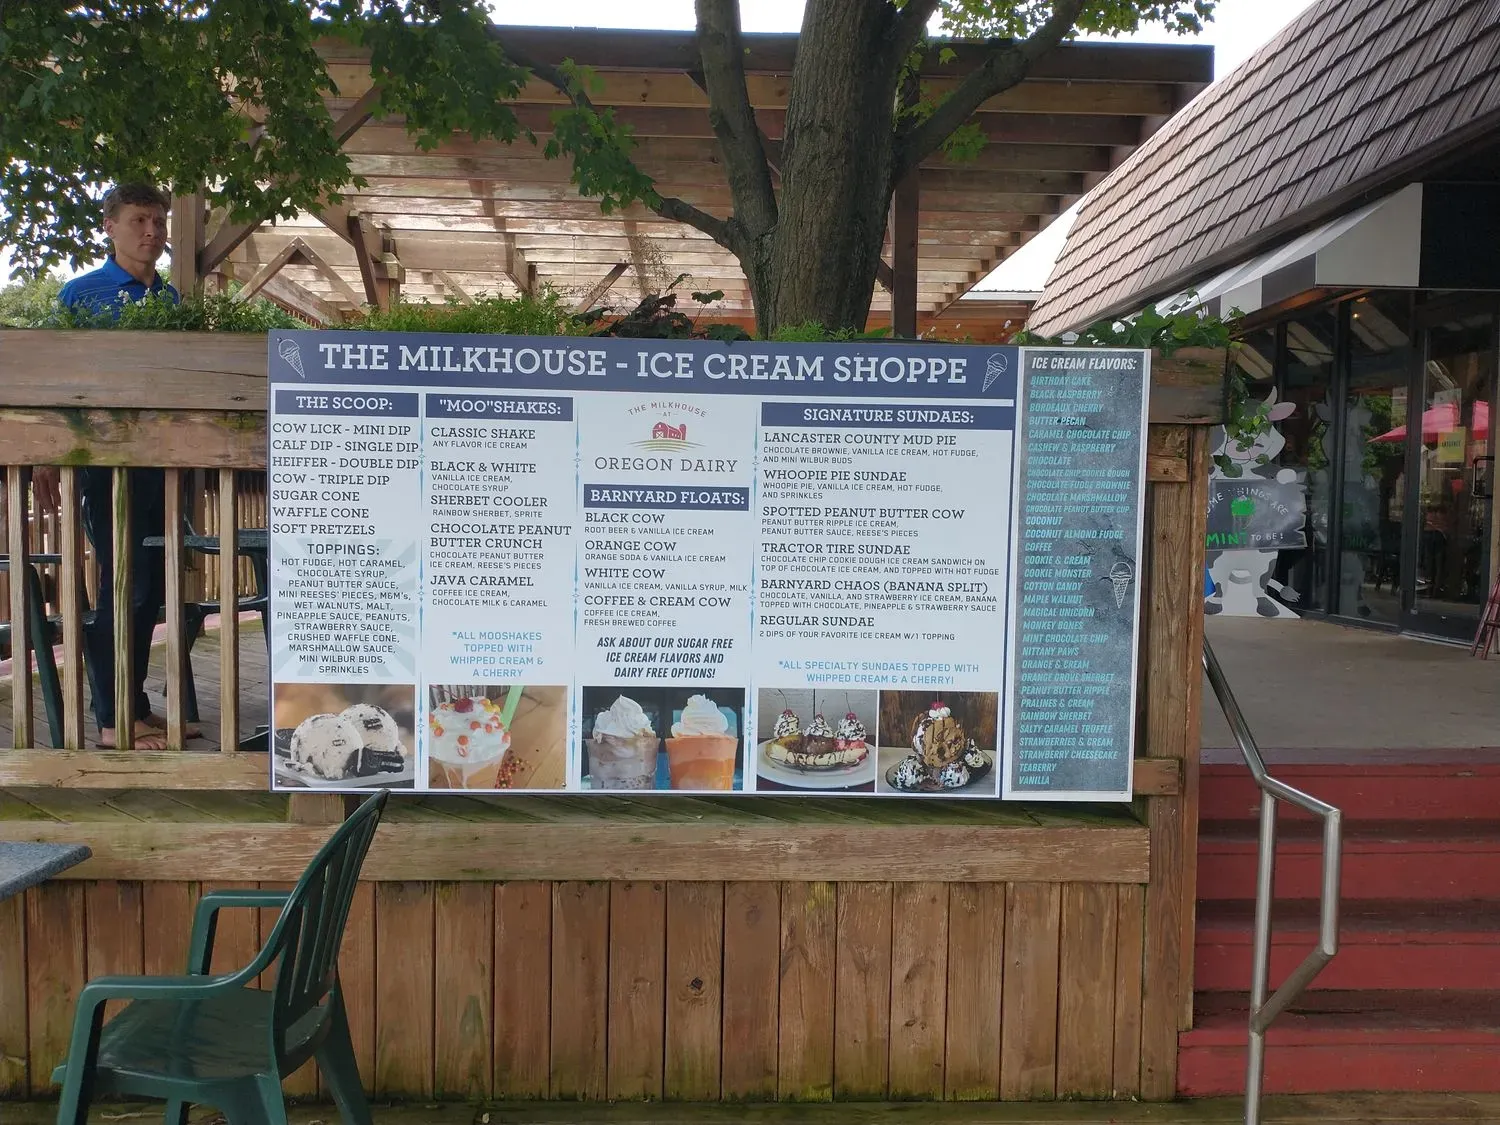 THE MILKHOUSE - ICE CREAM SHOPPE
THE SCOOP:
COW LICK - MINI DIP
CALF DIP - SINGLE DIP
HEIFFER - DOUBLE DIP
COW - TRIPLE DIP
SUGAR CONE
WAFFLE CONE
SOFT PRETZELS
TOPPINGS:
HOT FUDGE, HOT CARAMEL,
CHOCOLATE SYRUP,
PEANUT BUTTER SAUCE,
MINI REESES' PIECES, M&M's,
WET WALNUTS, MALT,
PINEAPPLE SAUCE, PEANUTS,
STRAWBERRY SAUCE,
CRUSHED WAFFLE CONE,
MARSHMALLOW SAUCE,
MINI WILBUR BUDS,
SPRINKLES
"MOO"SHAKES:
CLASSIC SHAKE
ANY FLAVOR ICE CREAM
BLACK & WHITE
VANILLA ICE CREAM,
CHOCOLATE SYRUP
SHERBET COOLER
RAINBOW SHERBET, SPRITE
CHOCOLATE PEANUT
BUTTER CRUNCH
CHOCOLATE PEANUT BUTTER
ICE CREAM, REESE'S PIECES
JAVA CARAMEL
COFFEE ICE CREAM,
CHOCOLATE MILK & CARAMEL
*ALL MOOSHAKES
TOPPED WITH
WHIPPED CREAM &
A CHERRY
THE MILKHOUSE
AT
OREGON DAIRY
BARNYARD FLOATS:
BLACK COW
ROOT BEER & VANILLA ICE CREAM
ORANGE COW
ORANGE SODA & VANILLA ICE CREAM
WHITE COW
VANILLA ICE CREAM, VANILLA SYRUP, MILK
COFFEE & CREAM COW
COFFEE ICE CREAM,
FRESH BREWED COFFEE
ASK ABOUT OUR SUGAR FREE
ICE CREAM FLAVORS AND
DAIRY FREE OPTIONS!
SIGNATURE SUNDAES:
LANCASTER COUNTY MUD PIE
CHOCOLATE BROWNIE, VANILLA ICE CREAM, HOT FUDGE,
AND MINI WILBUR BUDS
WHOOPIE PIE SUNDAE
WHOOPIE PIE, VANILLA ICE CREAM, HOT FUDGE,
AND SPRINKLES
SPOTTED PEANUT BUTTER COW
PEANUT BUTTER RIPPLE ICE CREAM,
PEANUT BUTTER SAUCE, REESE'S PIECES
TRACTOR TIRE SUNDAE
CHOCOLATE CHIP COOKIE DOUGH ICE CREAM SANDWICH ON
TOP OF CHOCOLATE ICE CREAM, AND TOPPED WITH HOT FUDGE
BARNYARD CHAOS (BANANA SPLIT)
CHOCOLATE, VANILLA, AND STRAWBERRY ICE CREAM, BANANA
TOPPED WITH CHOCOLATE, PINEAPPLE & STRAWBERRY SAUCE
REGULAR SUNDAE
2 DIPS OF YOUR FAVORITE ICE CREAM W/1 TOPPING
*ALL SPECIALTY SUNDAES TOPPED WITH
WHIPPED CREAM & A CHERRY!
ICE CREAM FLAVORS:
BIRTHDAY CAKE
BLACK RASPBERRY
BORDEAUX CHERRY
BUTTER PECAN
CARAMEL CHOCOLATE CHIP
CASHEW & RASPBERRY
CHOCOLATE
CHOCOLATE CHIP COOKIE DOUGH
CHOCOLATE FUDGE BROWNIE
CHOCOLATE MARSHMALLOW
CHOCOLATE PEANUT BUTTER CUP
COCONUT
COCONUT ALMOND FUDGE
COFFEE
COOKIE & CREAM
COOKIE MONSTER
COTTON CANDY
MAPLE WALNUT
MAGICAL UNICORN
MONKEY BONES
MINT CHOCOLATE CHIP
NITTANY PAWS
ORANGE & CREAM
ORANGE GROVE SHERBET
PEANUT BUTTER RIPPLE
PRALINES & CREAM
RAINBOW SHERBET
SALTY CARAMEL TRUFFLE
STRAWBERRIES & CREAM
STRAWBERRY CHEESECAKE
TEABERRY
VANILLA
THINGS ARE
MINT TO BE!